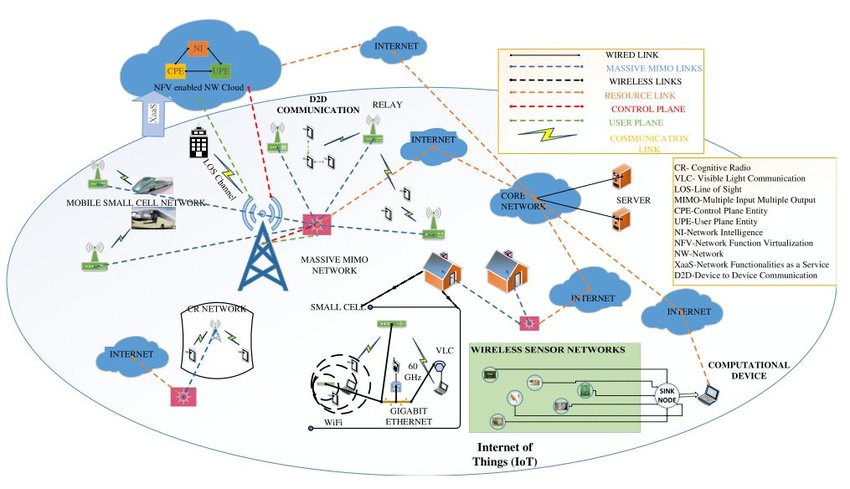 NI
CPE
UPE
NFV enabled NW Cloud
XaaS
INTERNET
D2D
COMMUNICATION
RELAY
LOS Channel
INTERNET
WIRED LINK
MASSIVE MIMO LINKS
WIRELESS LINKS
RESOURCE LINK
CONTROL PLANE
USER PLANE
COMMUNICATION
LINK
MOBILE SMALL CELL NETWORK
MASSIVE MIMO
NETWORK
CORE
NETWORK
SERVER
CR- Cognitive Radio
VLC- Visible Light Communication
LOS-Line of Sight
MIMO-Multiple Input Multiple Output
CPE-Control Plane Entity
UPE-User Plane Entity
NI-Network Intelligence
NFV-Network Function Virtualization
NW-Network
XaaS-Network Functionalities as a Service
D2D-Device to Device Communication
SMALL CELL
INTERNET
INTERNET
CR NETWORK
INTERNET
60
GHz
VLC
WiFi
GIGABIT
ETHERNET
WIRELESS SENSOR NETWORKS
SINK
NODE
COMPUTATIONAL
DEVICE
Internet of
Things (IoT)